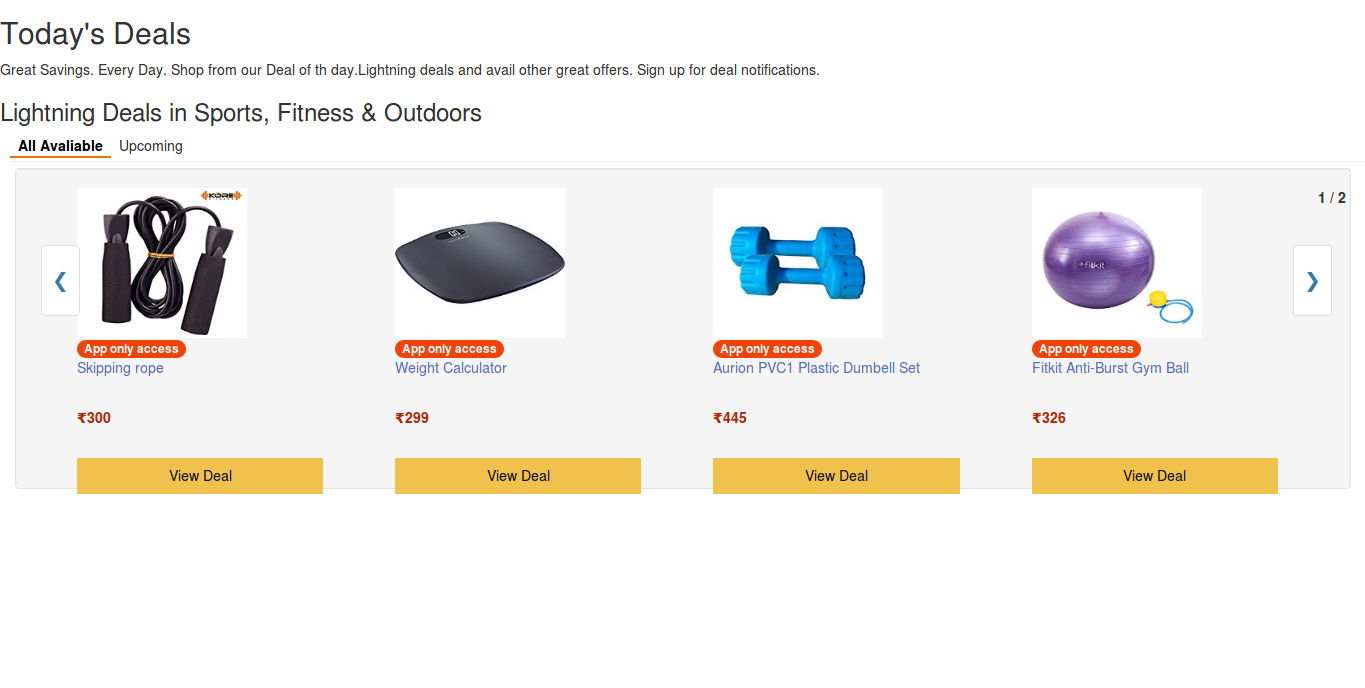 Today's Deals
Great Savings. Every Day. Shop from our Deal of th day.Lightning deals and avail other great offers. Sign up for deal notifications.
Lightning Deals in Sports, Fitness & Outdoors
All Avaliable Upcoming
1 / 2
KORE
fitkit
App only access App only access App only access App only access
Skipping rope Weight Calculator Aurion PVC1 Plastic Dumbell Set Fitkit Anti-Burst Gym Ball
₹300 ₹299 ₹445 ₹326
View Deal View Deal View Deal View Deal